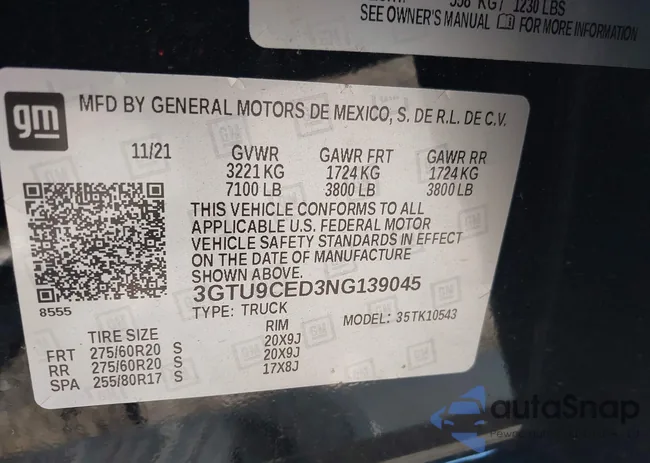 558 KG / 1230 LBS
SEE OWNER'S MANUAL FOR MORE INFORMATION
gm
MFD BY GENERAL MOTORS DE MEXICO, S. DE R.L. DE C.V.
11/21 GVWR GAWR FRT GAWR RR
3221 KG 1724 KG 1724 KG
7100 LB 3800 LB 3800 LB
THIS VEHICLE CONFORMS TO ALL
APPLICABLE U.S. FEDERAL MOTOR
VEHICLE SAFETY STANDARDS IN EFFECT
ON THE DATE OF MANUFACTURE
SHOWN ABOVE.
3GTU9CED3NG139045
8555
TYPE: TRUCK MODEL: 35TK10543
TIRE SIZE RIM
FRT 275/60R20 S 20X9J
RR 275/60R20 S 20X9J
SPA 255/80R17 S 17X8J
autoSnap